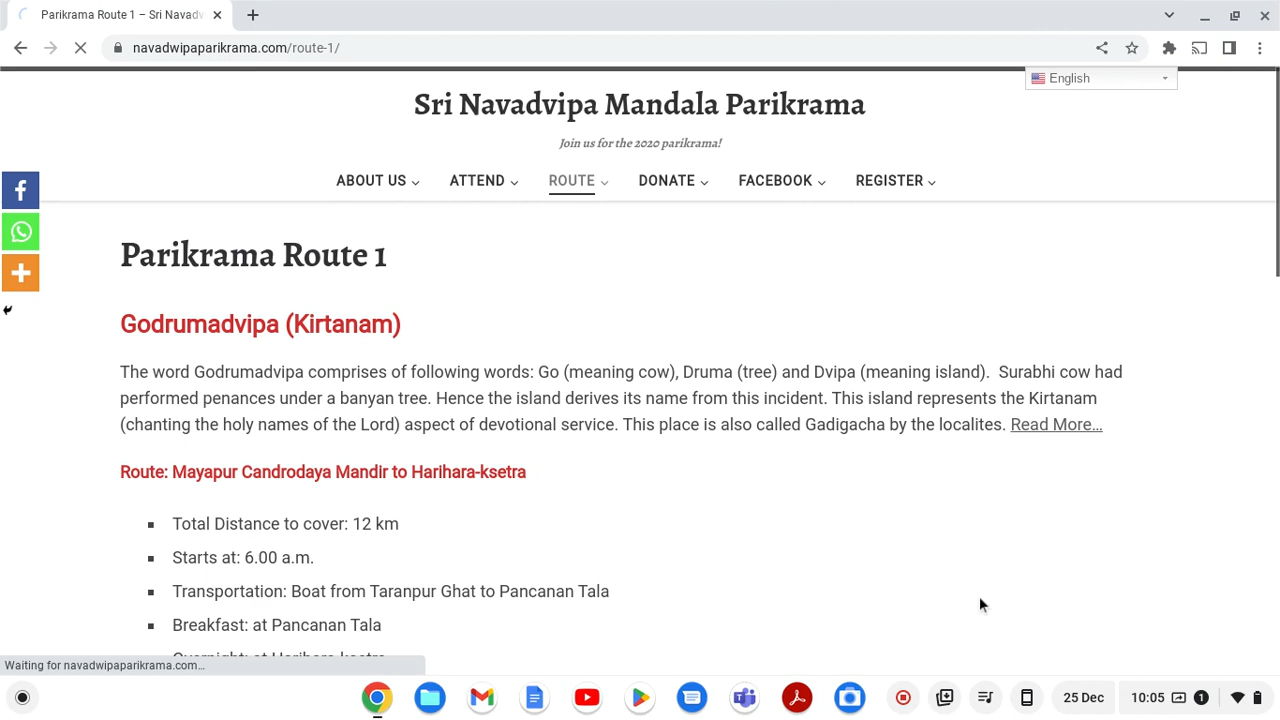 Parikrama Route 1 – Sri Navadv
navadwipaparikrama.com/route-1/
English
Sri Navadvipa Mandala Parikrama
Join us for the 2020 parikrama!
ABOUT US ATTEND ROUTE DONATE FACEBOOK REGISTER
Parikrama Route 1
Godrumadvipa (Kirtanam)
The word Godrumadvipa comprises of following words: Go (meaning cow), Druma (tree) and Dvipa (meaning island). Surabhi cow had
performed penances under a banyan tree. Hence the island derives its name from this incident. This island represents the Kirtanam
(chanting the holy names of the Lord) aspect of devotional service. This place is also called Gadigacha by the localites. Read More...
Route: Mayapur Candrodaya Mandir to Harihara-ksetra
Total Distance to cover: 12 km
Starts at: 6.00 a.m.
Transportation: Boat from Taranpur Ghat to Pancanan Tala
Breakfast: at Pancanan Tala
Overnight: at Harihara-ksetra
Waiting for navadwipaparikrama.com...
25 Dec 10:05 1